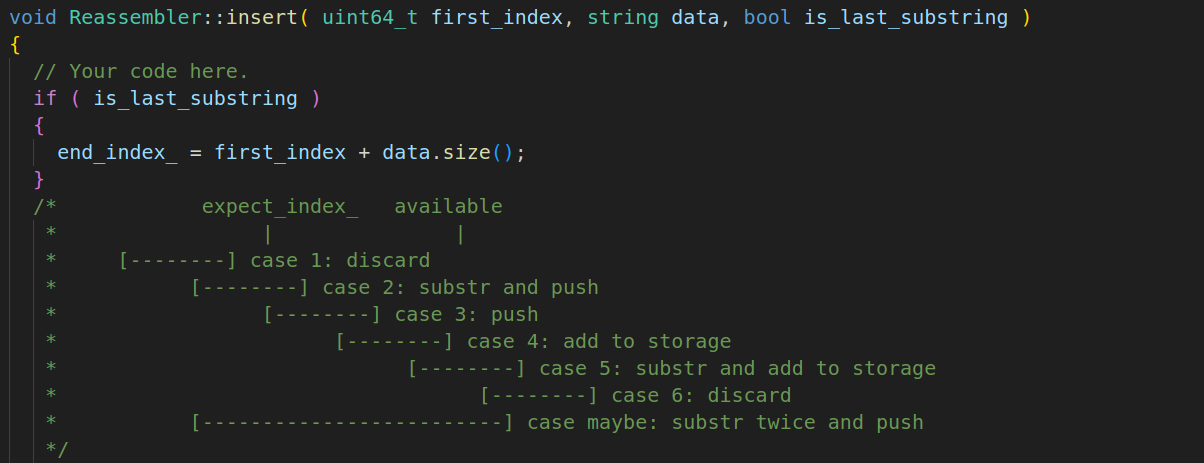 void Reassembler::insert( uint64_t first_index, string data, bool is_last_substring )
{
  // Your code here.
  if ( is_last_substring )
  {
    end_index_ = first_index + data.size();
  }
  /*            expect_index_   available
   *                 |               |
   *     [--------] case 1: discard
   *           [--------] case 2: substr and push
   *                 [--------] case 3: push
   *                       [--------] case 4: add to storage
   *                             [--------] case 5: substr and add to storage
   *                                   [--------] case 6: discard
   *           [-------------------------] case maybe: substr twice and push
   */